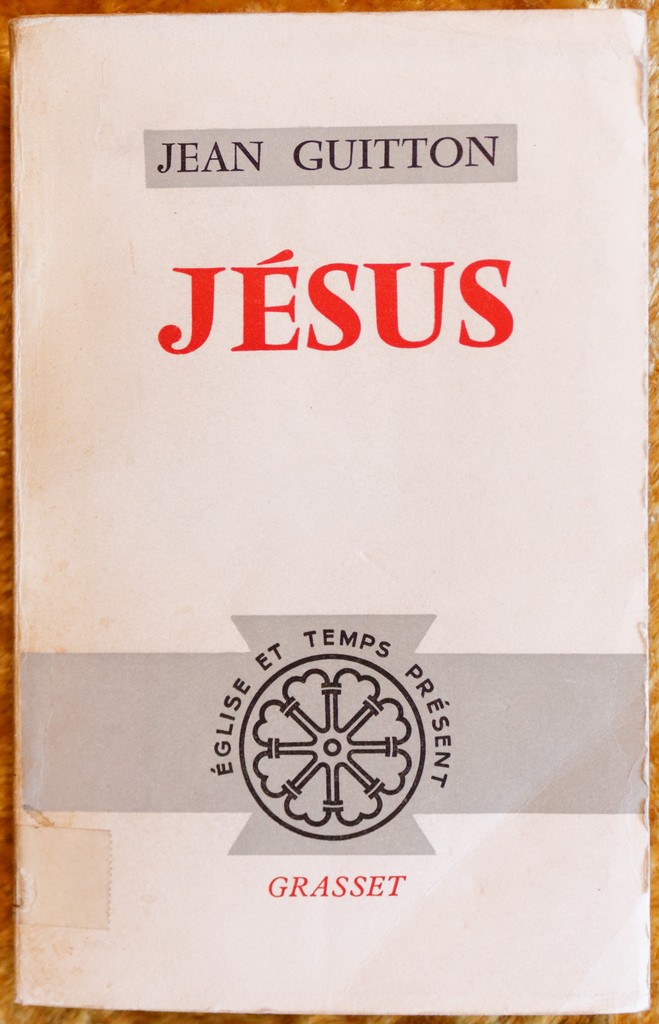 JEAN GUITTON
JÉSUS
ÉGLISE ET TEMPS PRÉSENT
GRASSET